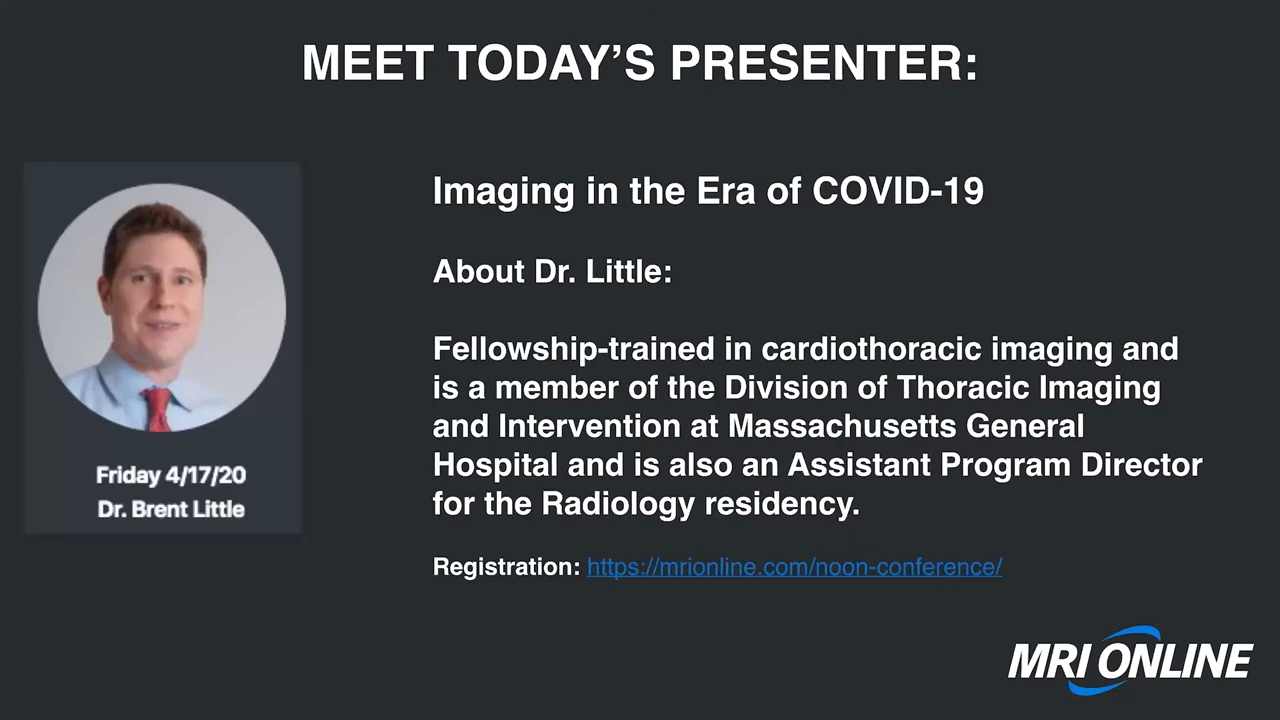 MEET TODAY'S PRESENTER:
Imaging in the Era of COVID-19
About Dr. Little:
Fellowship-trained in cardiothoracic imaging and
is a member of the Division of Thoracic Imaging
and Intervention at Massachusetts General
Hospital and is also an Assistant Program Director
for the Radiology residency.
Registration: https://mrionline.com/noon-conference/
Friday 4/17/20
Dr. Brent Little
MRI ONLINE